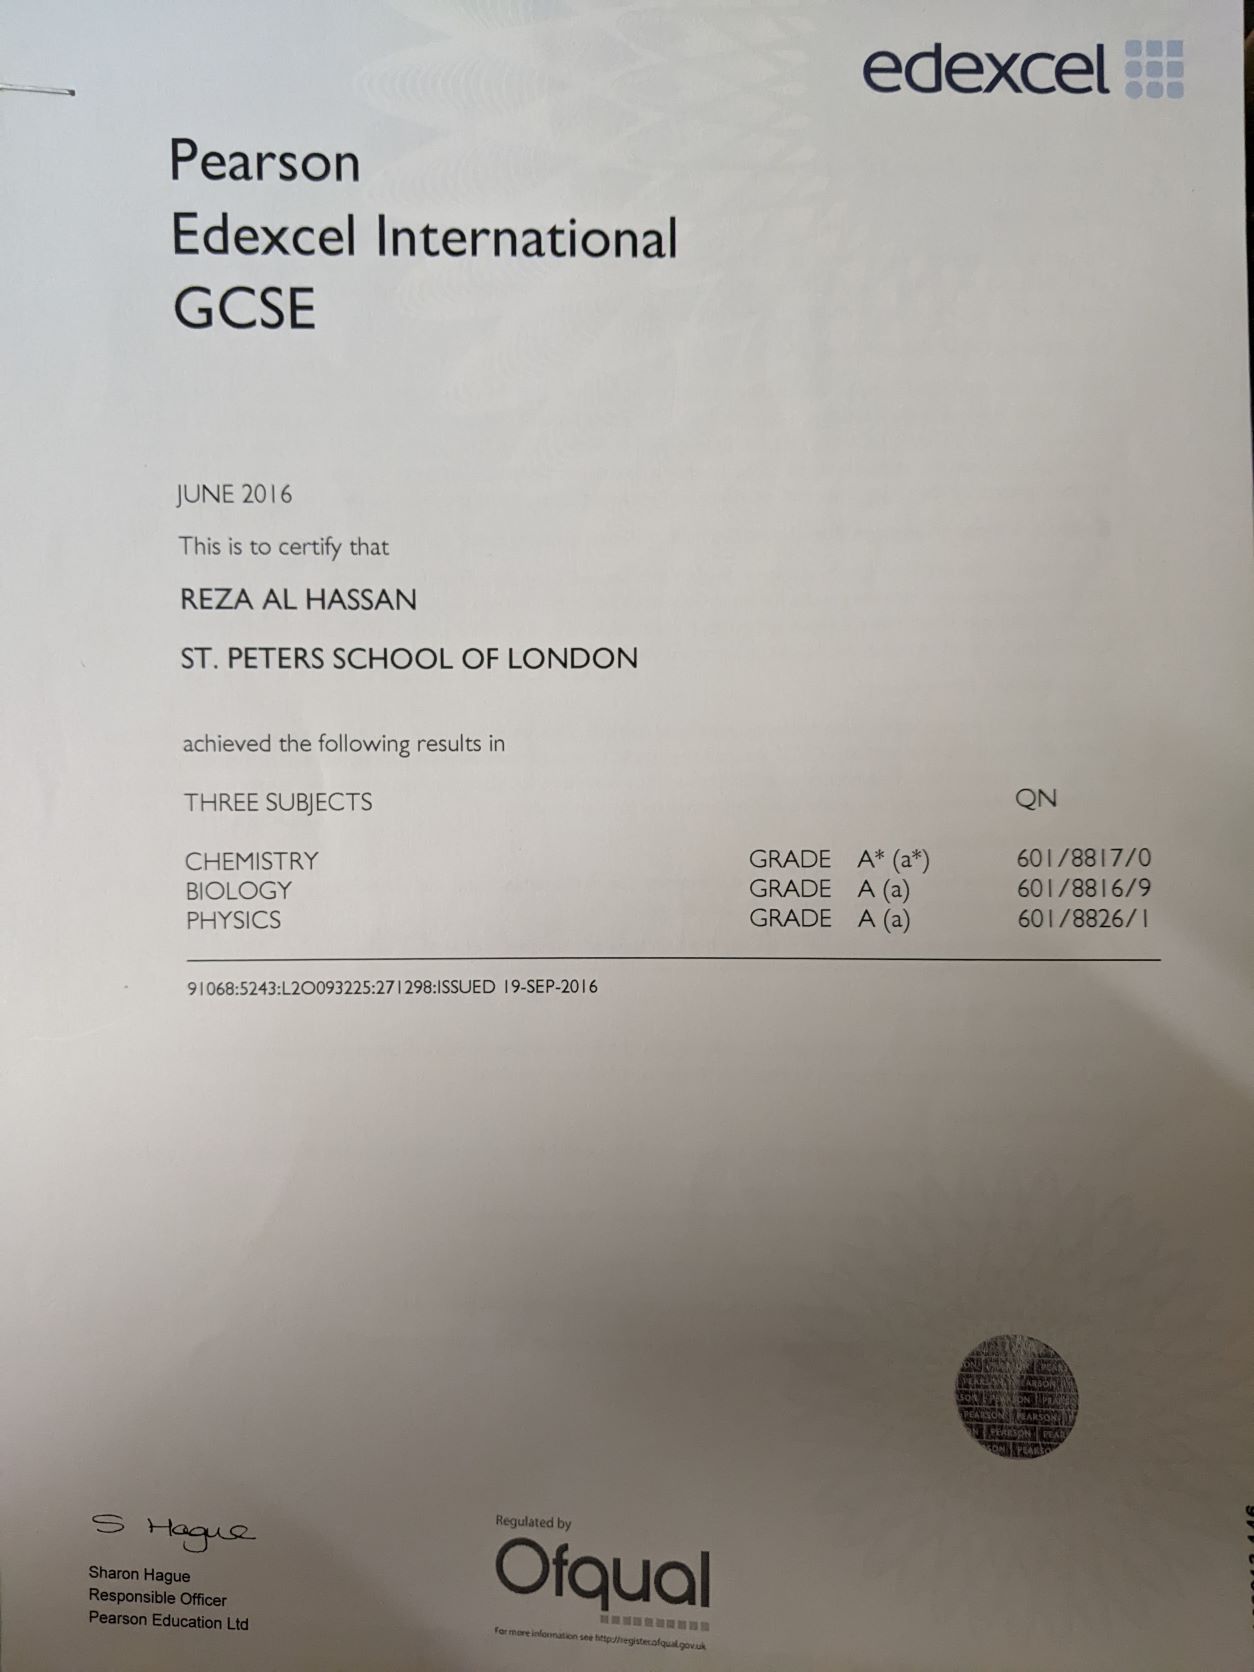 edexcel
Pearson
Edexcel International
GCSE
JUNE 2016
This is to certify that
REZA AL HASSAN
ST. PETERS SCHOOL OF LONDON
achieved the following results in
THREE SUBJECTS QN
CHEMISTRY GRADE A* (a*) 601/8817/0
BIOLOGY GRADE A (a) 601/8816/9
PHYSICS GRADE A (a) 601/8826/1
91068:5243:L2O093225:271298:ISSUED 19-SEP-2016
PEARSON PEARSON
PEARSON
S Hague
Sharon Hague
Responsible Officer
Pearson Education Ltd
Regulated by
Ofqual
For more information see http://register.ofqual.gov.uk